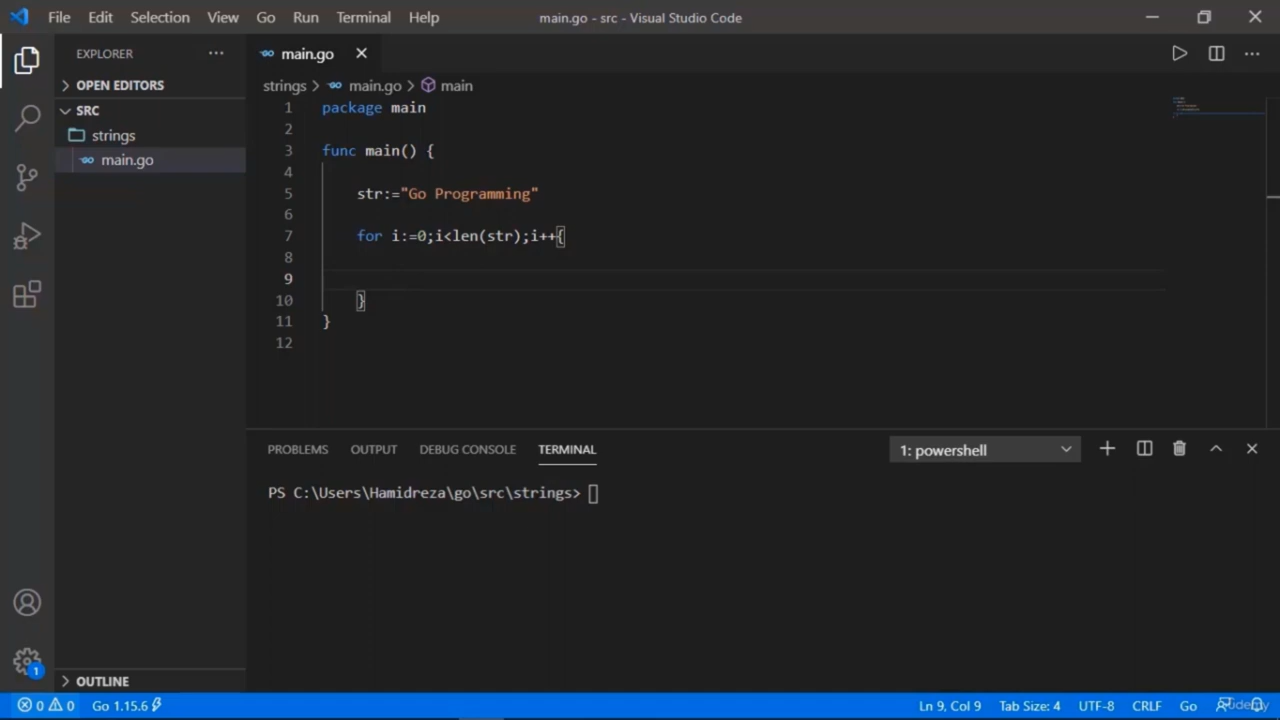 File Edit Selection View Go Run Terminal Help main.go - src - Visual Studio Code
EXPLORER
OPEN EDITORS
SRC
strings
main.go
OUTLINE
main.go
strings > main.go > main
1 package main
2
3 func main() {
4
5 str:="Go Programming"
6
7 for i:=0;i<len(str);i++{
8
9
10 }
11 }
12
PROBLEMS OUTPUT DEBUG CONSOLE TERMINAL 1: powershell
PS C:\Users\Hamidreza\go\src\strings>
1
0 0 Go 1.15.6 Ln 9, Col 9 Tab Size: 4 UTF-8 CRLF Go
Udemy